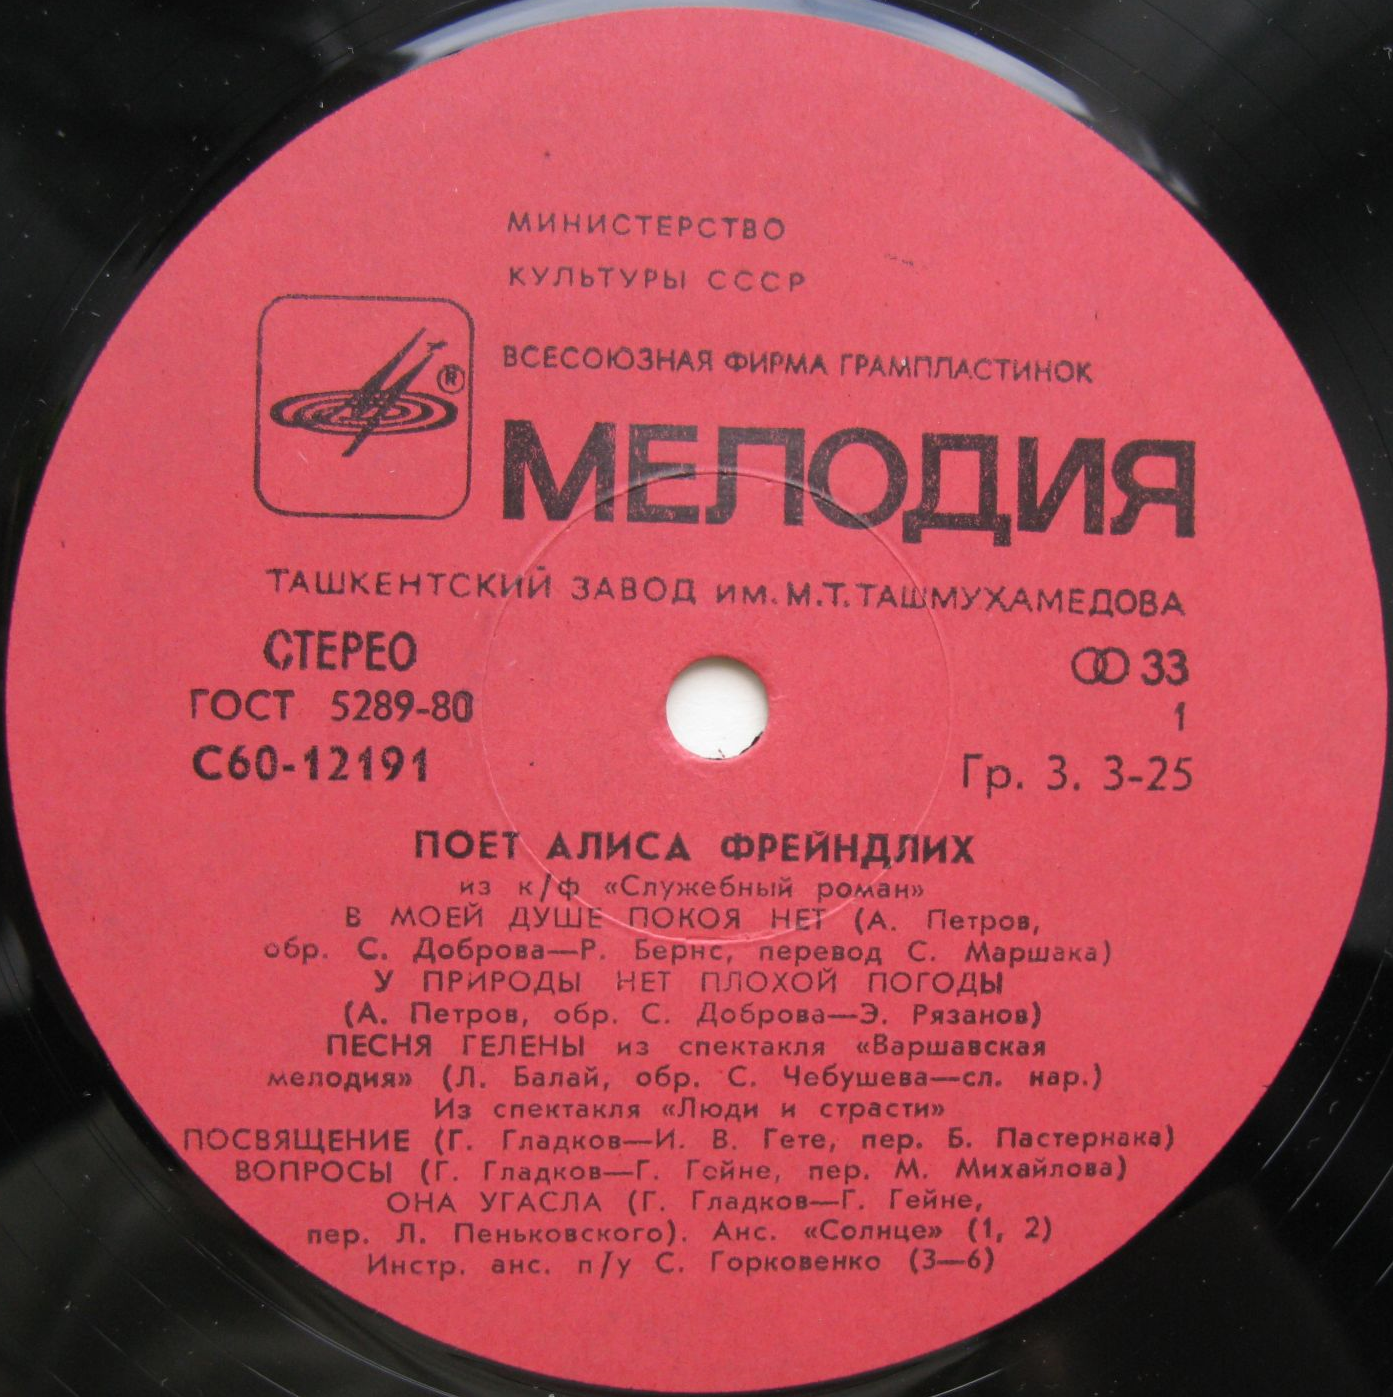 МИНИСТЕРСТВО
КУЛЬТУРЫ СССР
ВСЕСОЮЗНАЯ ФИРМА ГРАМПЛАСТИНОК
®
МЕЛОДИЯ
ТАШКЕНТСКИЙ ЗАВОД им. М.Т. ТАШМУХАМЕДОВА
СТЕРЕО
33
ГОСТ 5289-80
1
С60-12191
Гр. 3. 3-25
ПОЕТ АЛИСА ФРЕЙНДЛИХ
из к/ф «Служебный роман»
В МОЕЙ ДУШЕ ПОКОЯ НЕТ (А. Петров,
обр. С. Доброва—Р. Бернс, перевод С. Маршака)
У ПРИРОДЫ НЕТ ПЛОХОЙ ПОГОДЫ
(А. Петров, обр. С. Доброва—Э. Рязанов)
ПЕСНЯ ГЕЛЕНЫ из спектакля «Варшавская
мелодия» (Л. Балай, обр. С. Чебушева—сл. нар.)
Из спектакля «Люди и страсти»
ПОСВЯЩЕНИЕ (Г. Гладков—И. В. Гете, пер. Б. Пастернака)
ВОПРОСЫ (Г. Гладков—Г. Гейне, пер. М. Михайлова)
ОНА УГАСЛА (Г. Гладков—Г. Гейне,
пер. Л. Пеньковского). Анс. «Солнце» (1, 2)
Инстр. анс. п/у С. Горковенко (3—6)